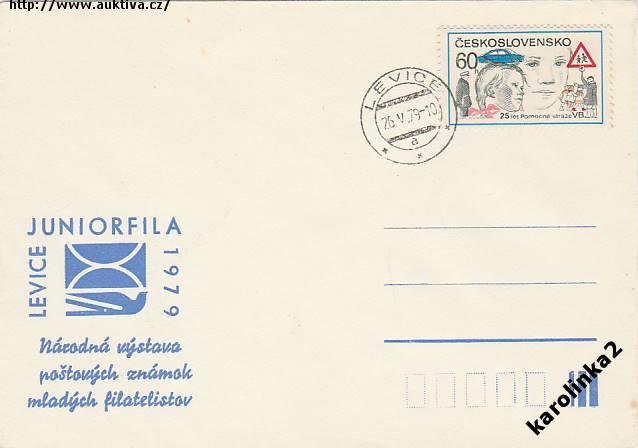 http://www.auktiva.cz/
ČESKOSLOVENSKO
60
25 let Pomocné stráže VB
LEVICE
26.V.79-10
a
JUNIORFILA
LEVICE
1979
Národná výstava
poštových známok
mladých filatelistov
karolinka2